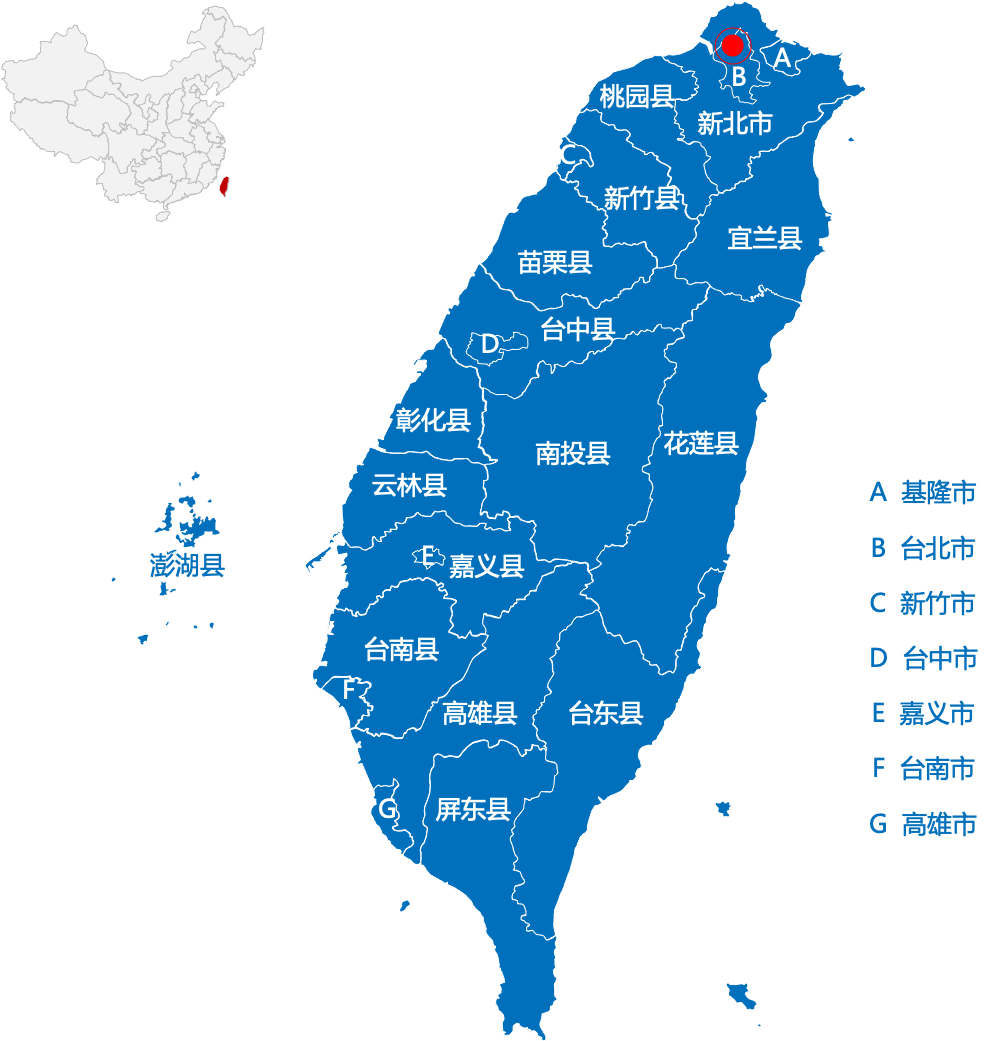 A
B
桃园县
新北市
C
新竹县
宜兰县
苗栗县
台中县
D
彰化县
花莲县
南投县
云林县
E
嘉义县
澎湖县
台南县
F
高雄县
台东县
G
屏东县
A 基隆市
B 台北市
C 新竹市
D 台中市
E 嘉义市
F 台南市
G 高雄市